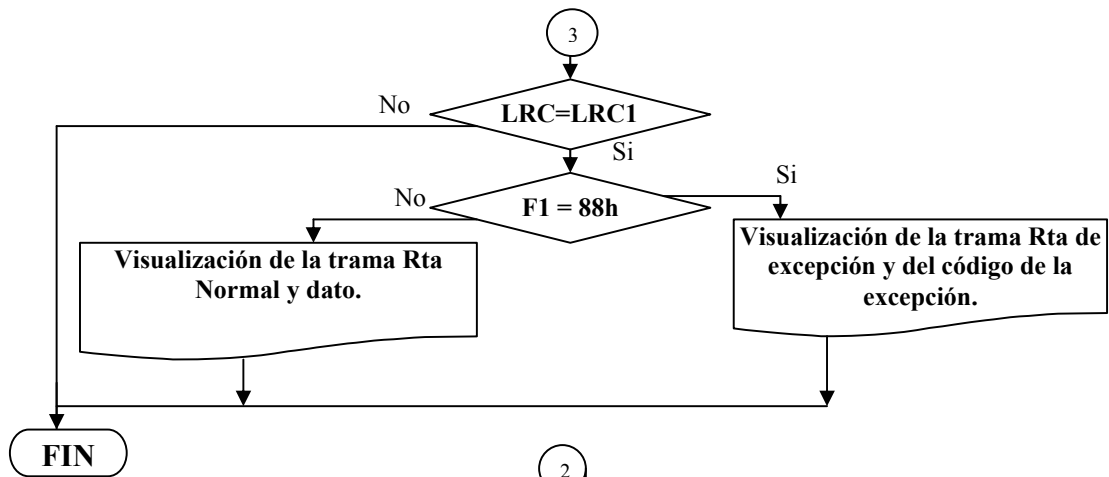 3
No
LRC=LRC1
Si
No
F1 = 88h
Si
Visualización de la trama Rta
Normal y dato.
Visualización de la trama Rta de
excepción y del código de la
excepción.
FIN
2